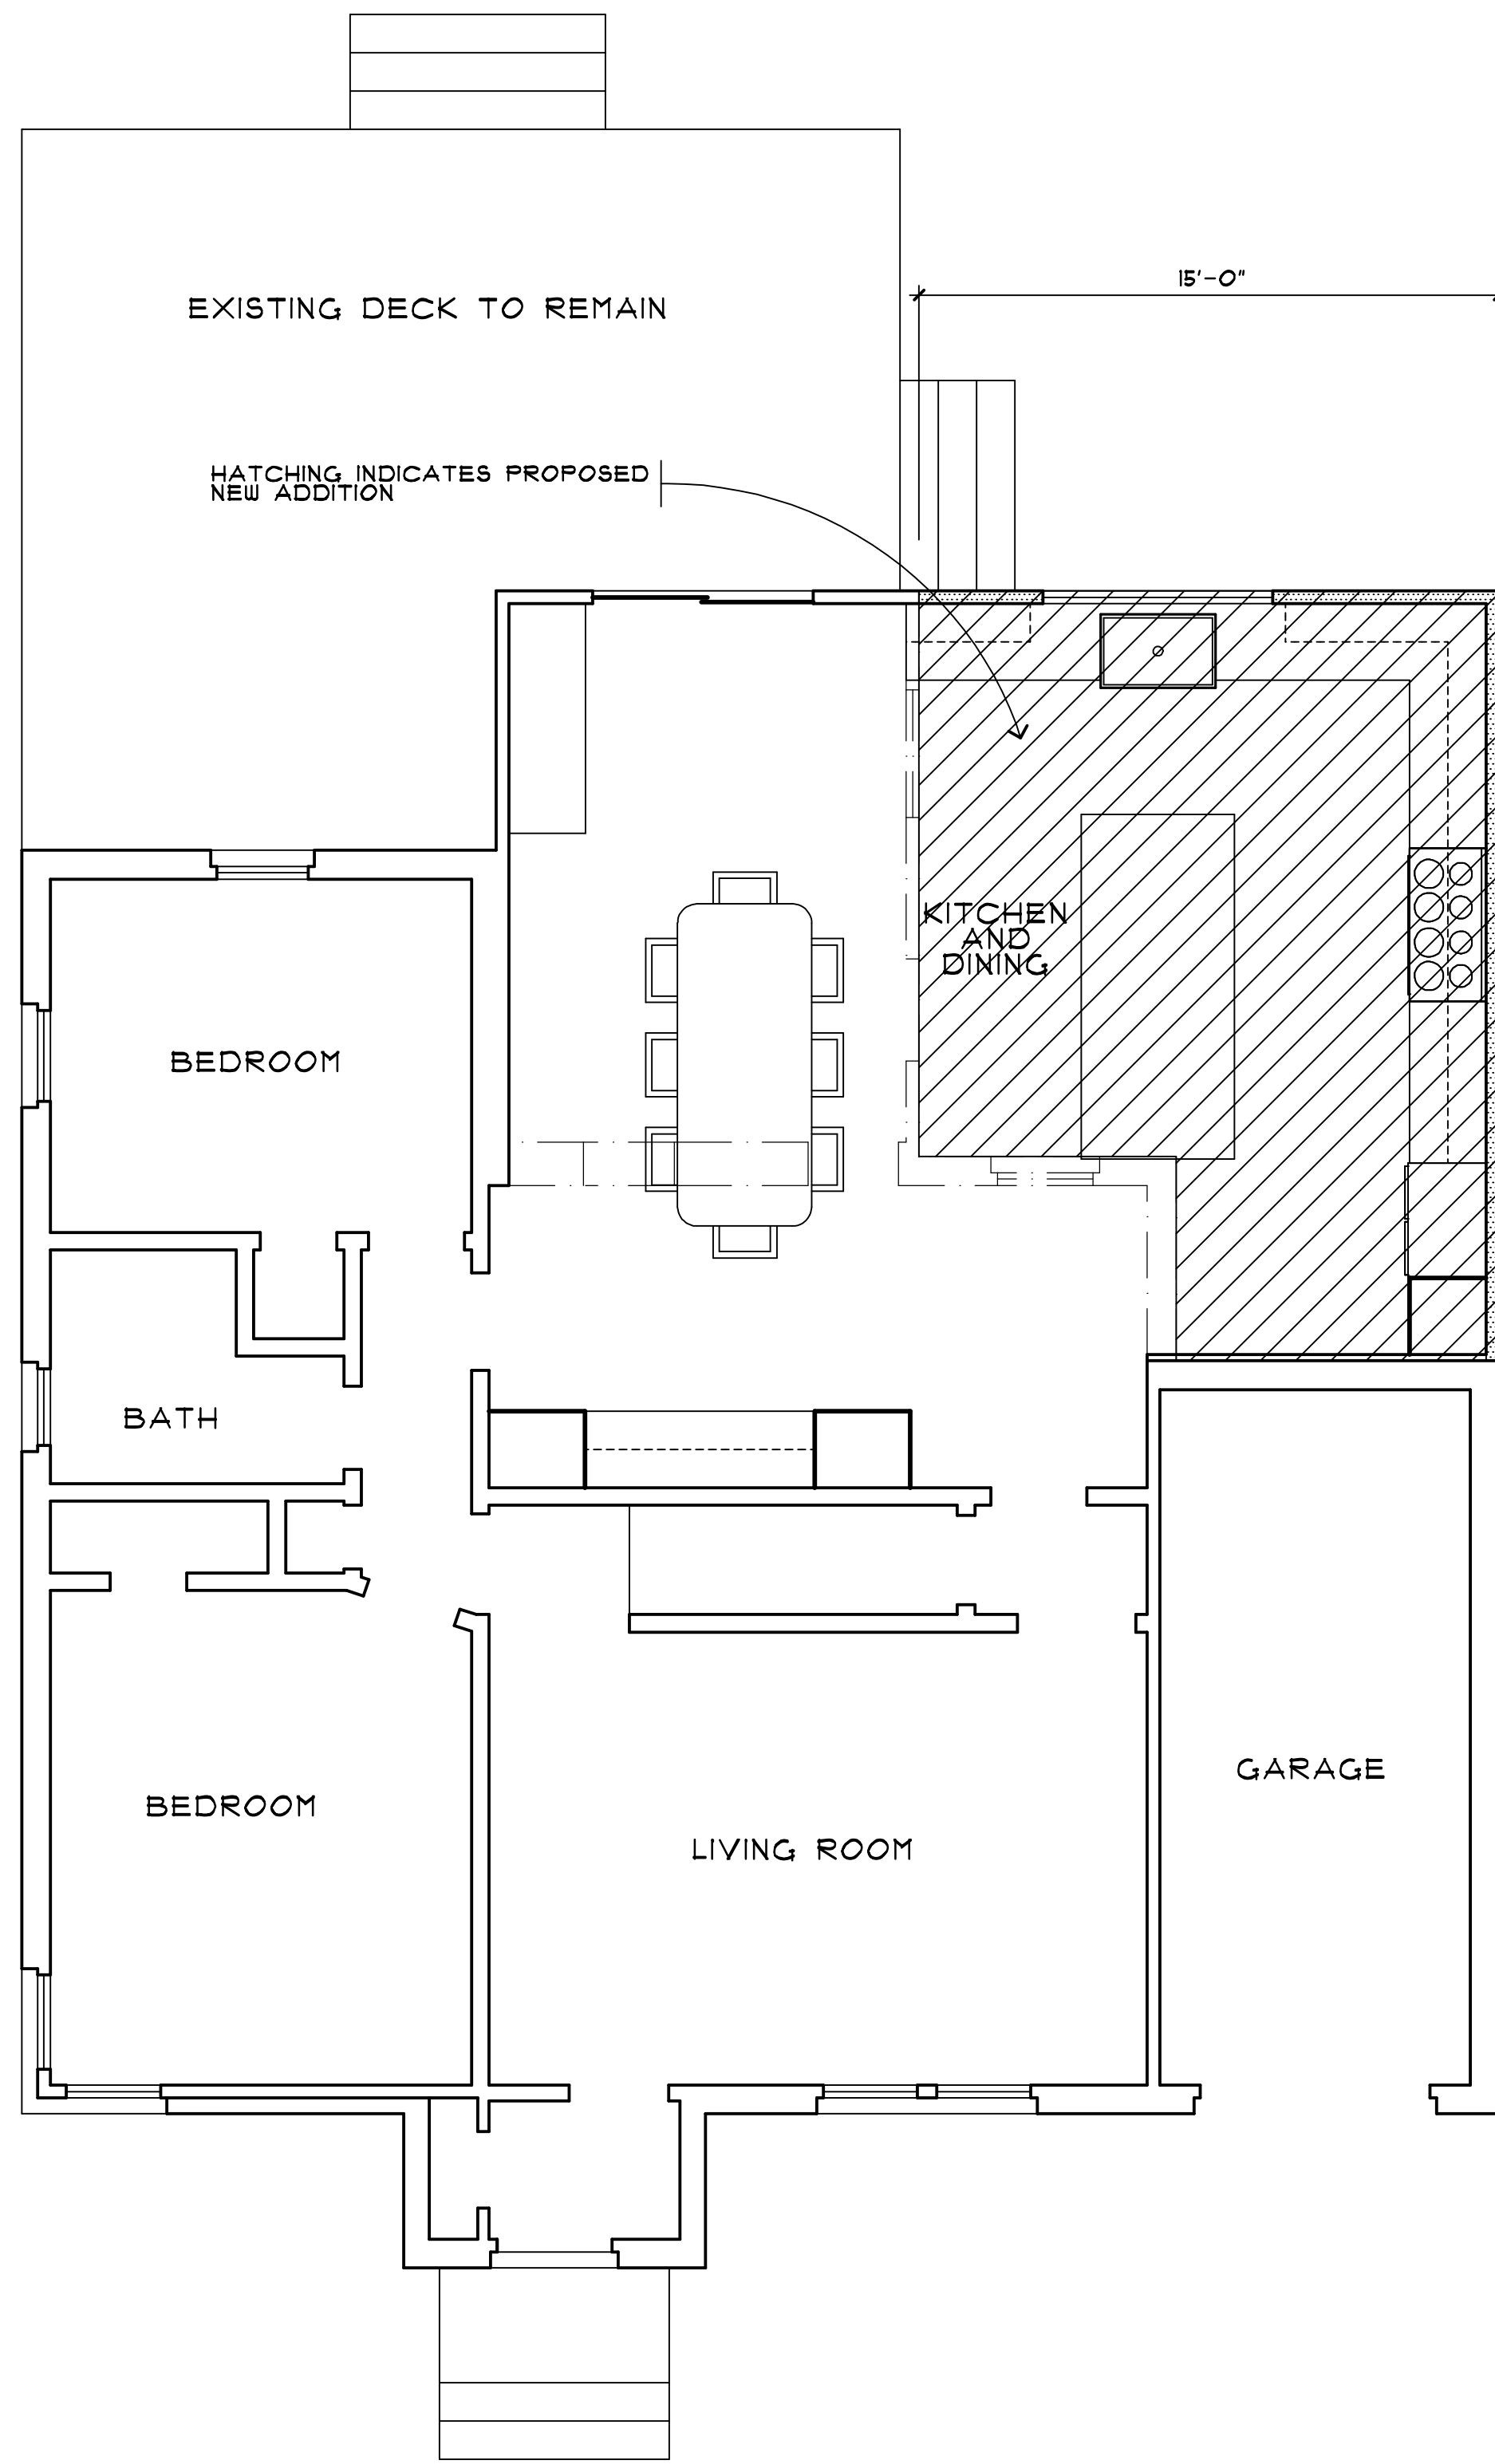 15'-0"
EXISTING DECK TO REMAIN
HATCHING INDICATES PROPOSED
NEW ADDITION
KITCHEN
AND
DINING
BEDROOM
BATH
GARAGE
BEDROOM
LIVING ROOM